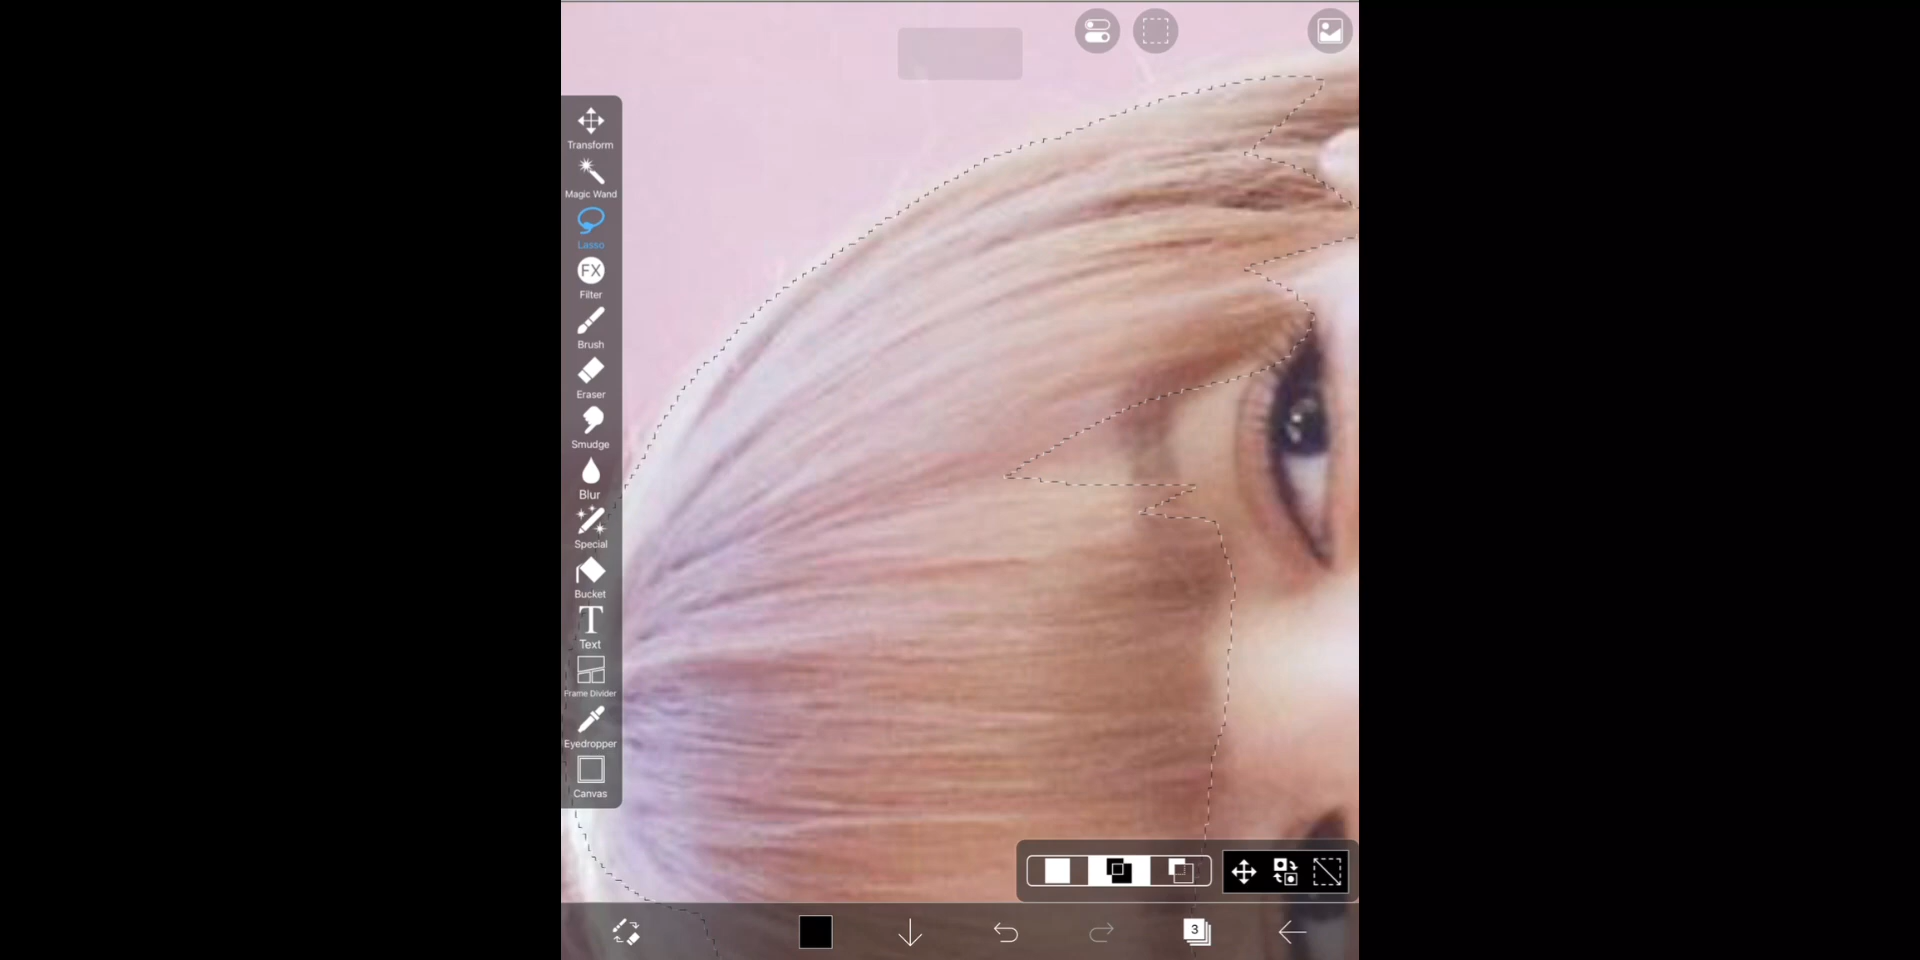 Transform
Magic Wand
Lasso
FX
Filter
Brush
Eraser
Smudge
Blur
Special
Bucket
T
Text
Frame Divider
Eyedropper
Canvas
3